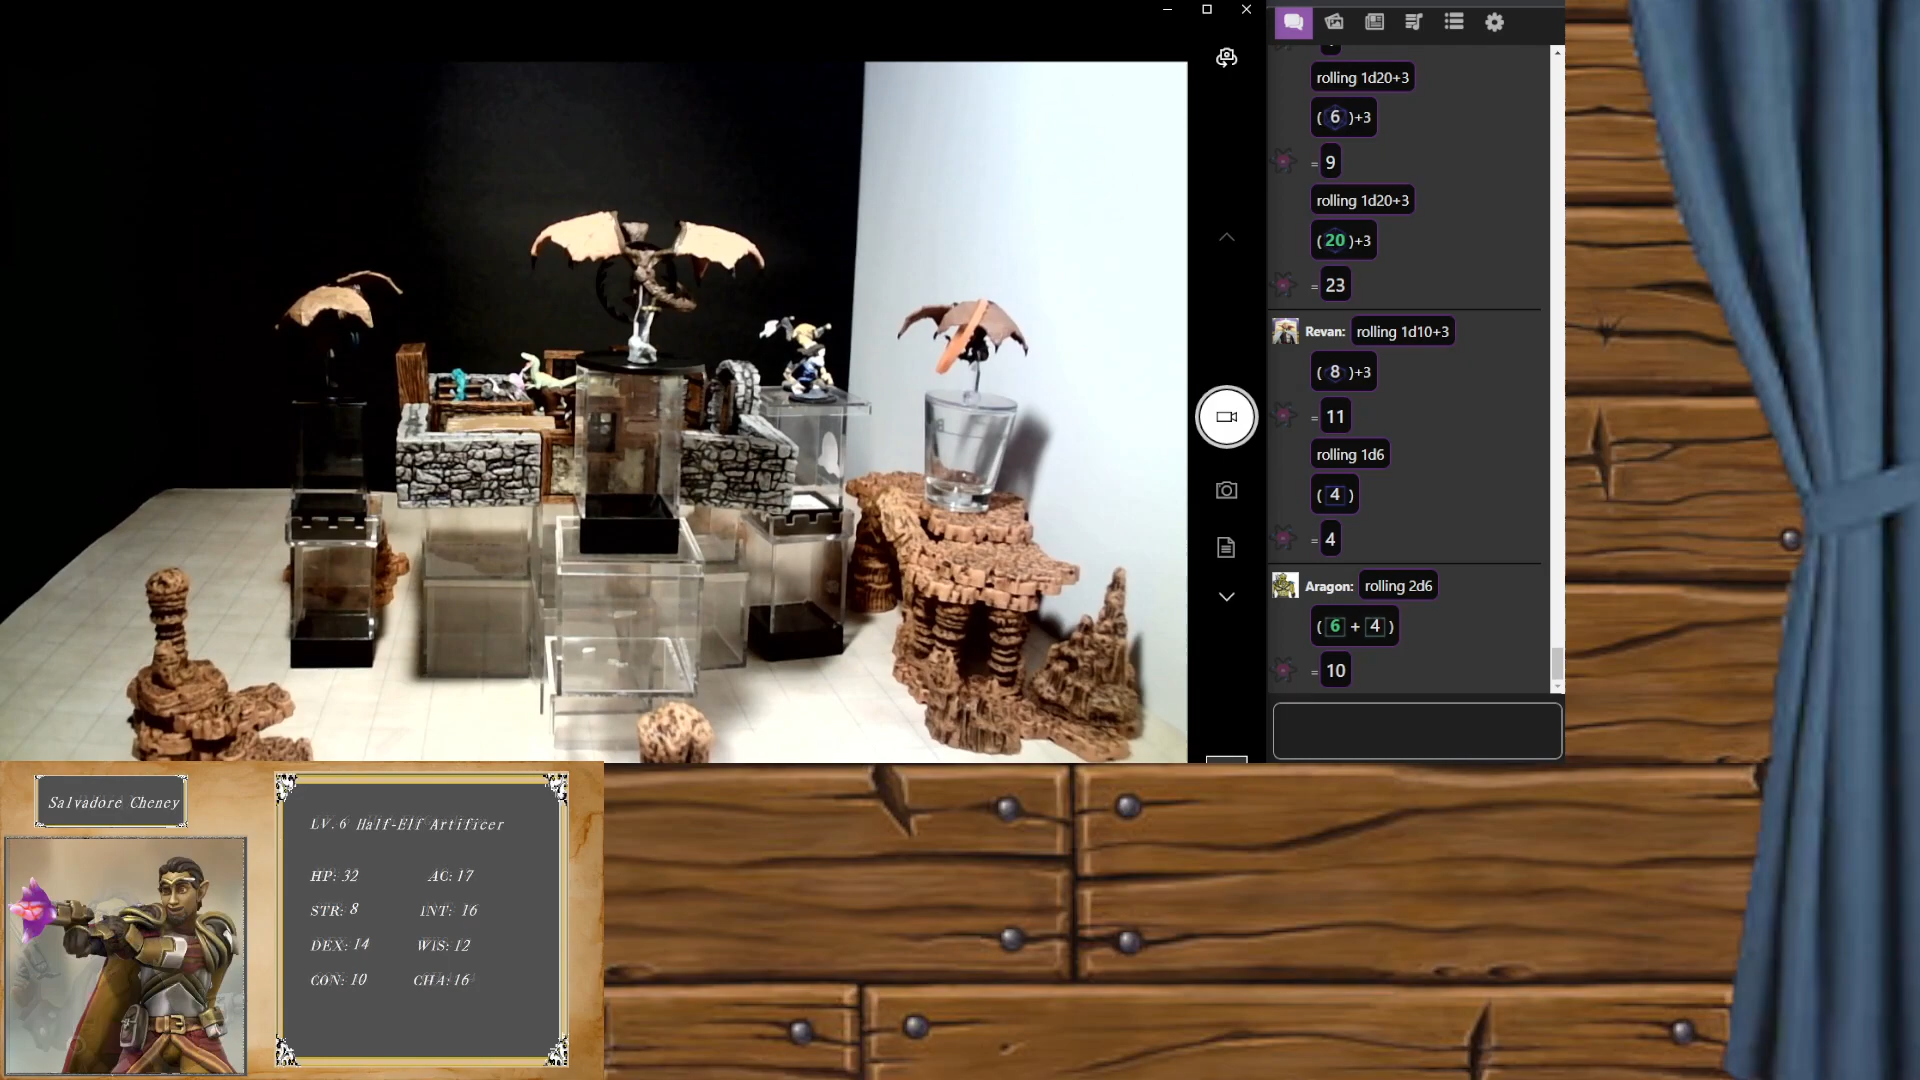 rolling 1d20+3
(6)+3
= 9
rolling 1d20+3
(20)+3
= 23
Revan: rolling 1d10+3
(8)+3
= 11
rolling 1d6
(4)
= 4
Aragon: rolling 2d6
(6 + 4)
= 10
Salvadore Cheney
LV.6 Half-Elf Artificer
HP: 32 AC: 17
STR: 8 INT: 16
DEX: 14 WIS: 12
CON: 10 CHA: 16